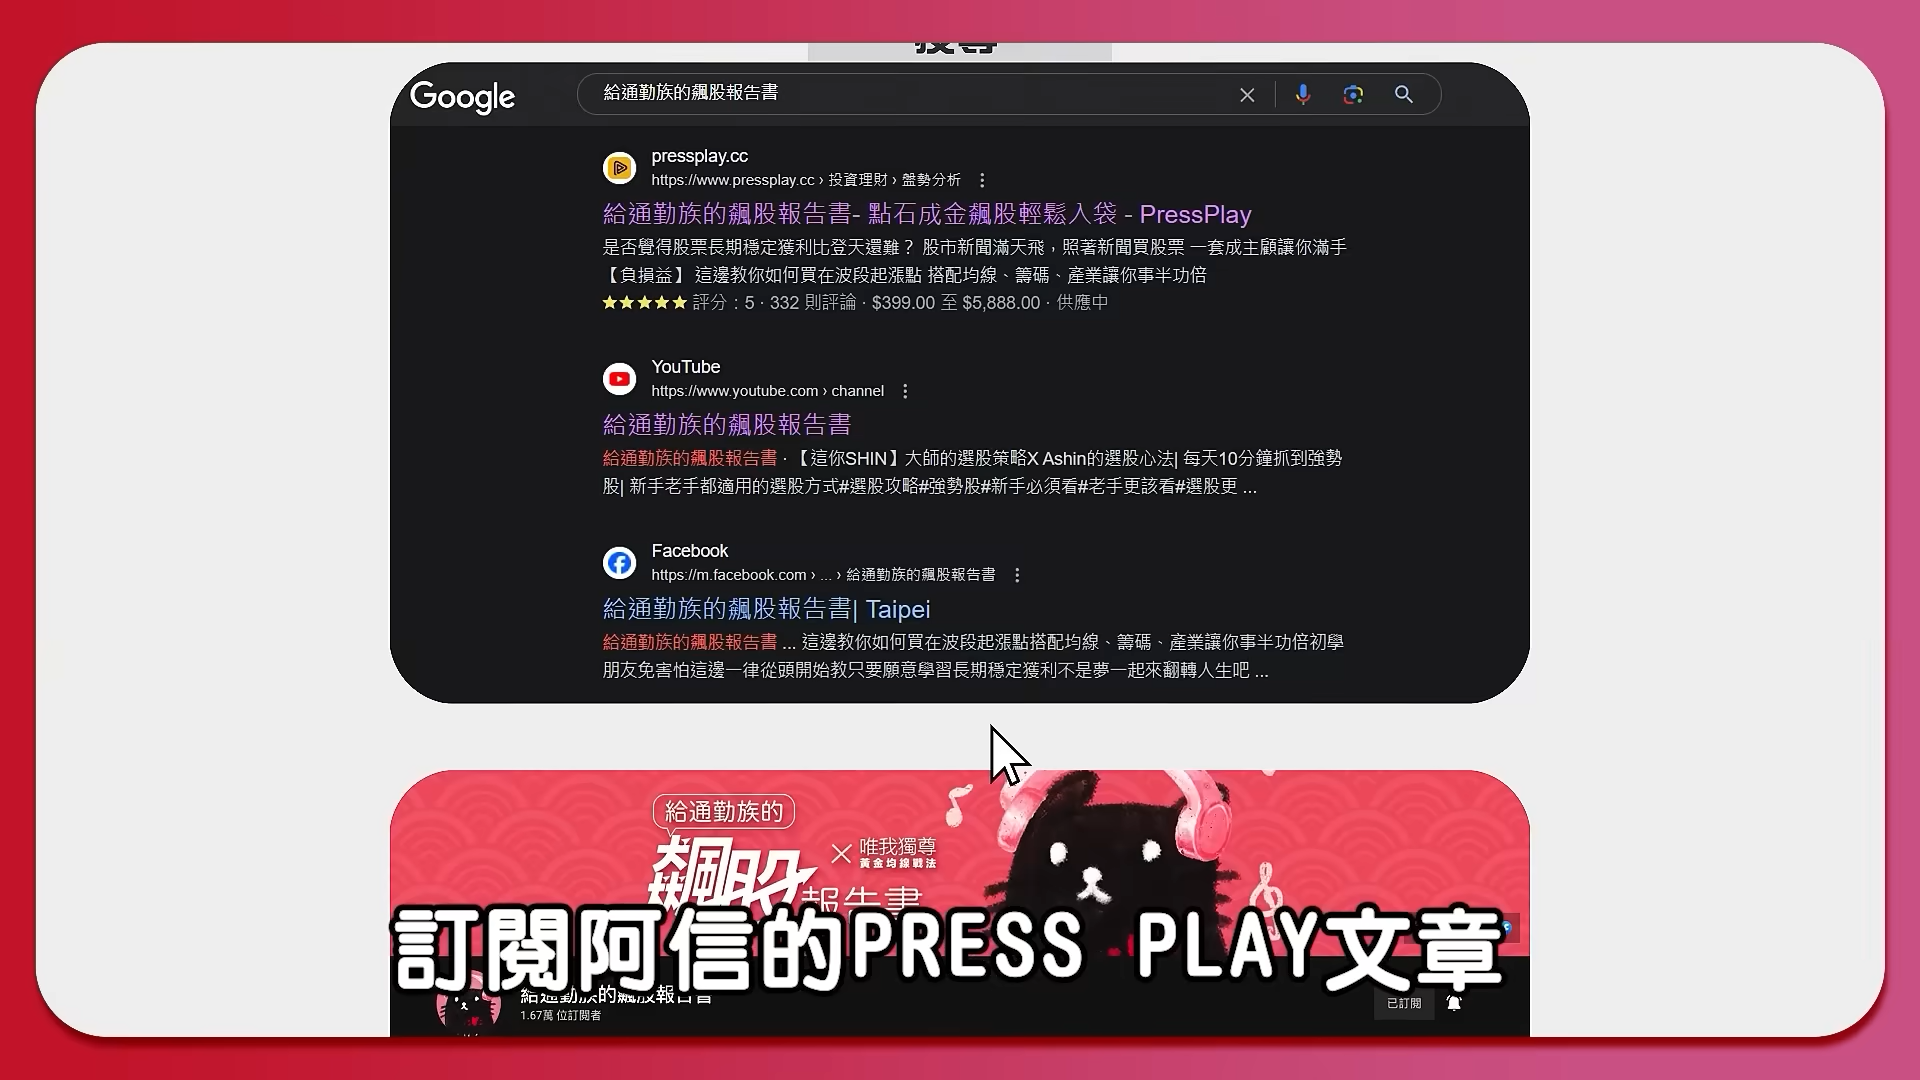 搜尋
Google
給通勤族的飆股報告書
pressplay.cc
https://www.pressplay.cc › 投資理財 › 盤勢分析
給通勤族的飆股報告書- 點石成金飆股輕鬆入袋 - PressPlay
是否覺得股票長期穩定獲利比登天還難？ 股市新聞滿天飛，照著新聞買股票 一套成主顧讓你滿手
【負損益】 這邊教你如何買在波段起漲點 搭配均線、籌碼、產業讓你事半功倍
評分：5 · 332 則評論 · $399.00 至 $5,888.00 · 供應中
YouTube
https://www.youtube.com › channel
給通勤族的飆股報告書
給通勤族的飆股報告書 · 【這你SHIN】大師的選股策略X Ashin的選股心法| 每天10分鐘抓到強勢
股| 新手老手都適用的選股方式#選股攻略#強勢股#新手必須看#老手更該看#選股更 ...
Facebook
https://m.facebook.com › ... › 給通勤族的飆股報告書
給通勤族的飆股報告書| Taipei
給通勤族的飆股報告書 ... 這邊教你如何買在波段起漲點搭配均線、籌碼、產業讓你事半功倍初學
朋友免害怕這邊一律從頭開始教只要願意學習長期穩定獲利不是夢一起來翻轉人生吧 ...
給通勤族的
飆股報告書
唯我獨尊
黃金均線戰法
訂閱阿信的PRESS PLAY文章
給通勤族的飆股報告書
1.67萬 位訂閱者
已訂閱